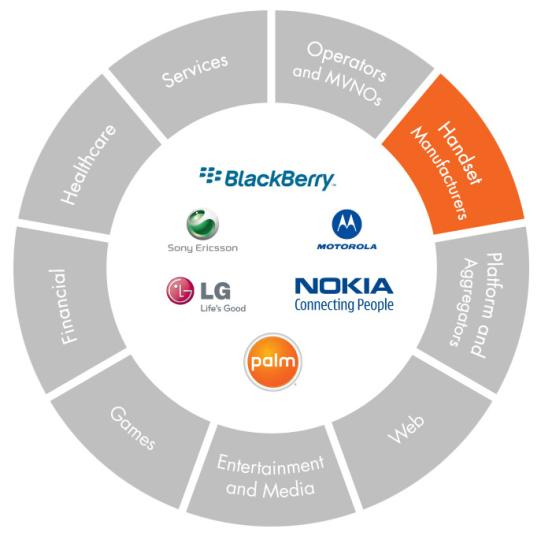 Services
Operators
and MVNOs
Healthcare
Handset
Manufacturers
BlackBerry
Sony Ericsson
MOTOROLA
Financial
LG
Life's Good
NOKIA
Connecting People
Platform and
Aggregators
palm
Games
Web
Entertainment
and Media